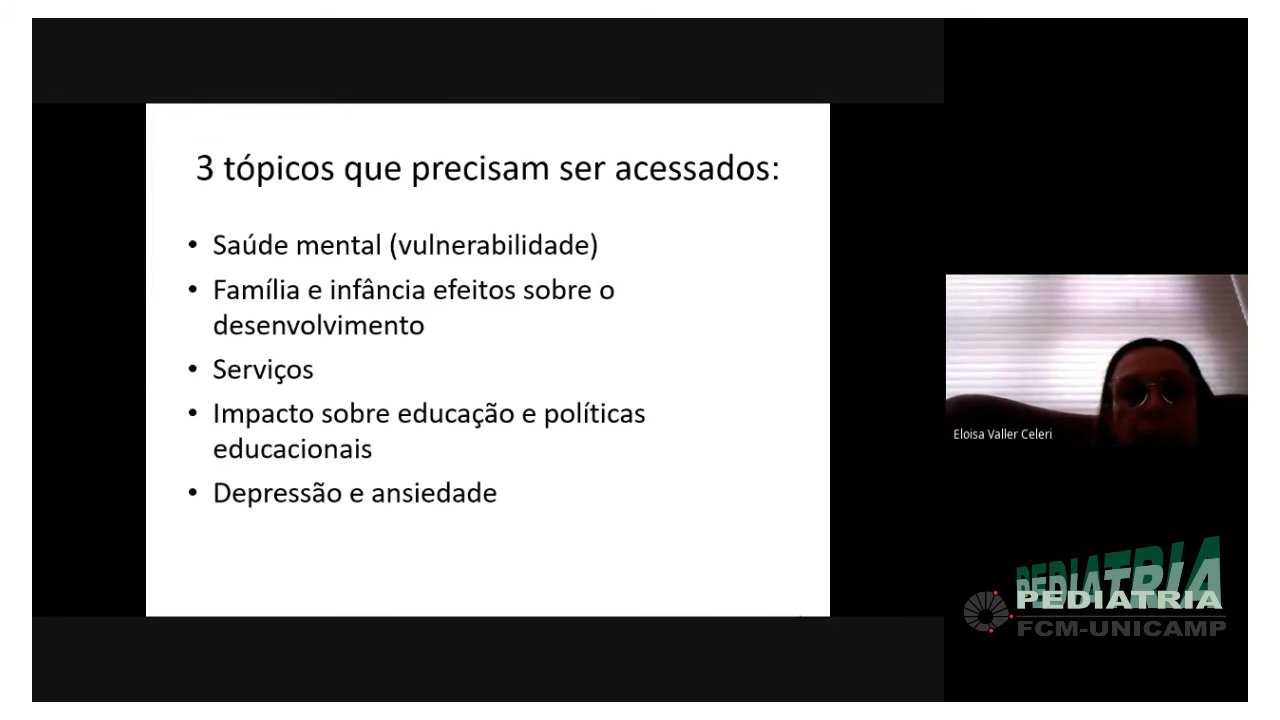 3 tópicos que precisam ser acessados:
• Saúde mental (vulnerabilidade)
• Família e infância efeitos sobre o
desenvolvimento
• Serviços
• Impacto sobre educação e políticas
educacionais
• Depressão e ansiedade
Eloisa Valler Celeri
PEDIATRIA
PEDIATRIA
FCM-UNICAMP